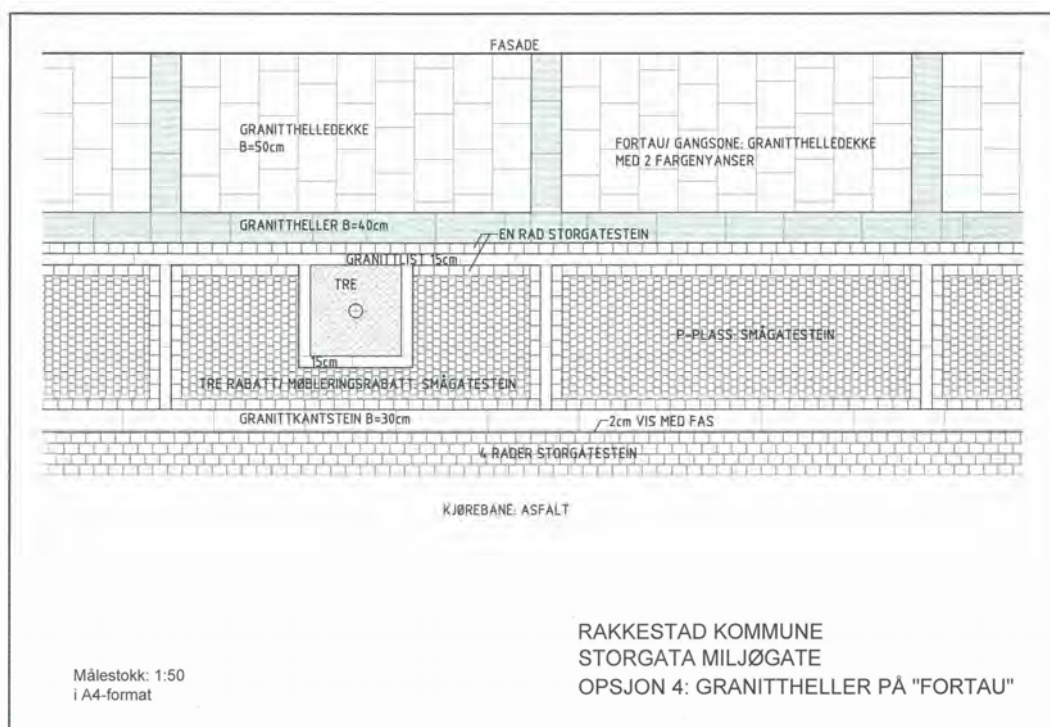 FASADE
GRANITTHELLEDEKKE
B=50cm
FORTAU/ GANGSONE: GRANITTHELLEDEKKE
MED 2 FARGENYANSER
GRANITTHELLER B=40cm
EN RAD STORGATESTEIN
GRANITTLIST 15cm
TRE
P-PLASS: SMÅGATESTEIN
15cm
TRE RABATT/ MØBLERINGSRABATT: SMÅGATESTEIN
GRANITTKANTSTEIN B=30cm
2cm VIS MED FAS
4 RADER STORGATESTEIN
KJØREBANE: ASFALT
RAKKESTAD KOMMUNE
STORGATA MILJØGATE
OPSJON 4: GRANITTHELLER PÅ "FORTAU"
Målestokk: 1:50
i A4-format